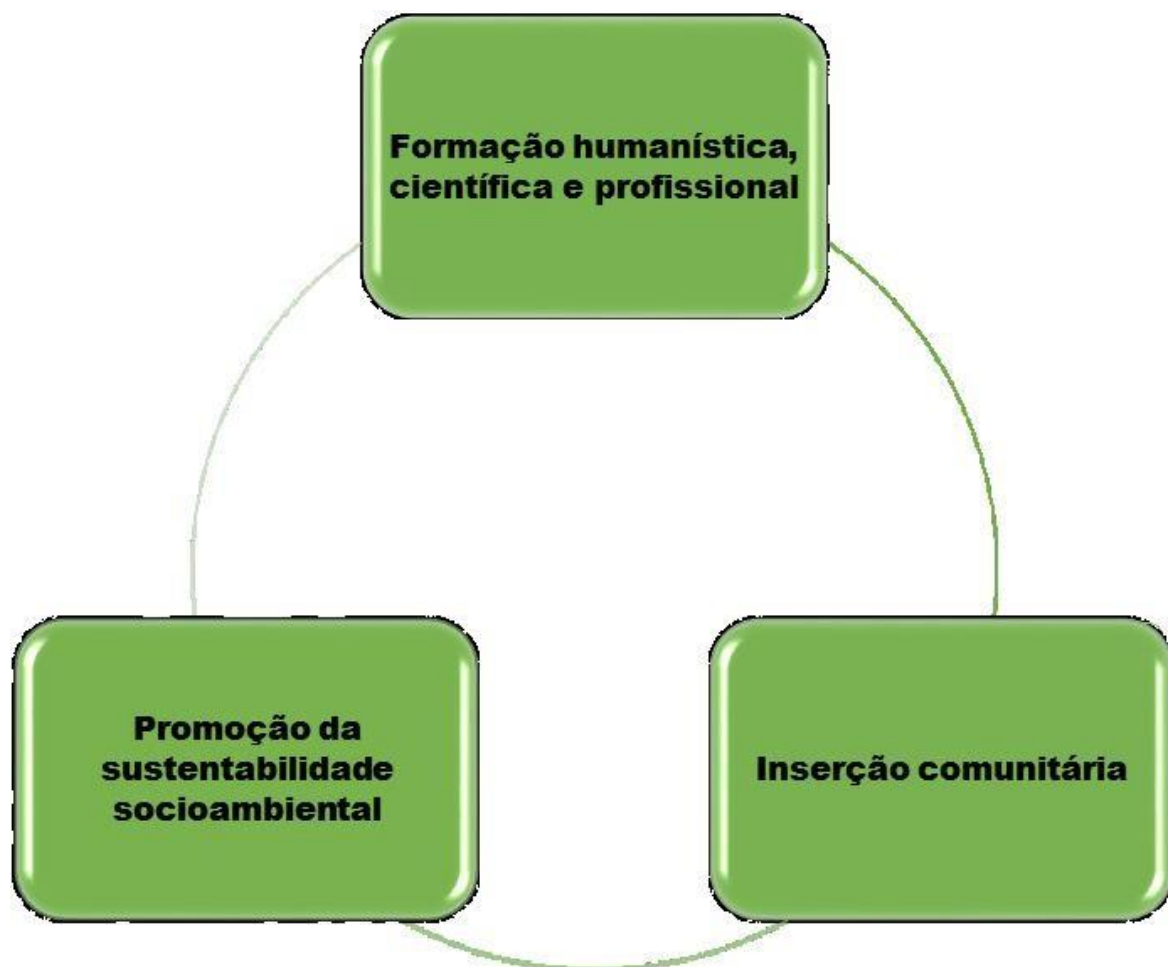 Formação humanística,
científica e profissional
Promoção da
sustentabilidade
socioambiental
Inserção comunitária